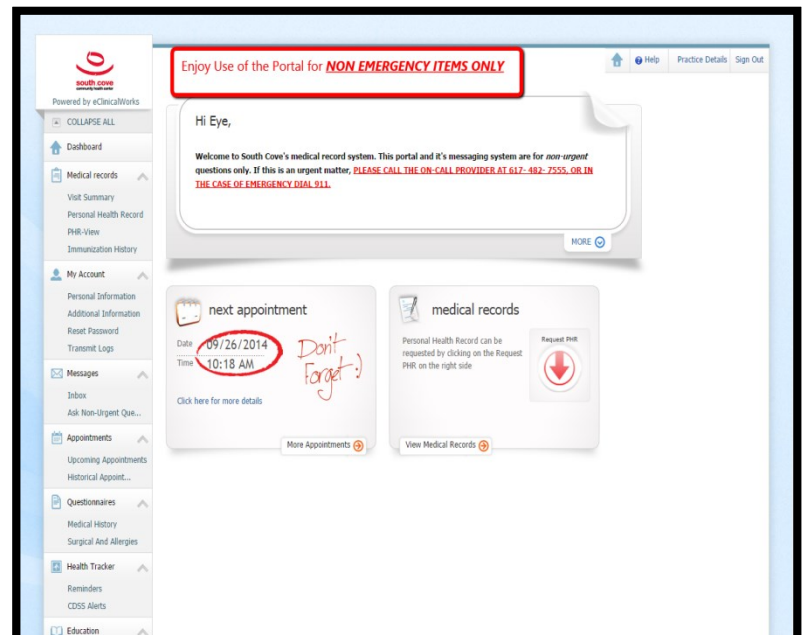 Enjoy Use of the Portal for NON EMERGENCY ITEMS ONLY
Help
Practice Details
Sign Out
south cove
community health center
Powered by eClinicalWorks
COLLAPSE ALL
Dashboard
Medical records
Visit Summary
Personal Health Record
PHR-View
Immunization History
My Account
Personal Information
Additional Information
Reset Password
Transmit Logs
Messages
Inbox
Ask Non-Urgent Que...
Appointments
Upcoming Appointments
Historical Appoint...
Questionnaires
Medical History
Surgical And Allergies
Health Tracker
Reminders
CDSS Alerts
Education
Hi Eye,
Welcome to South Cove's medical record system. This portal and it's messaging system are for non-urgent
questions only. If this is an urgent matter, PLEASE CALL THE ON-CALL PROVIDER AT 617- 482- 7555, OR IN
THE CASE OF EMERGENCY DIAL 911.
MORE
next appointment
Date 09/26/2014
Time 10:18 AM
Don't
Forget :)
Click here for more details
More Appointments
medical records
Personal Health Record can be
requested by clicking on the Request
PHR on the right side
Request PHR
View Medical Records